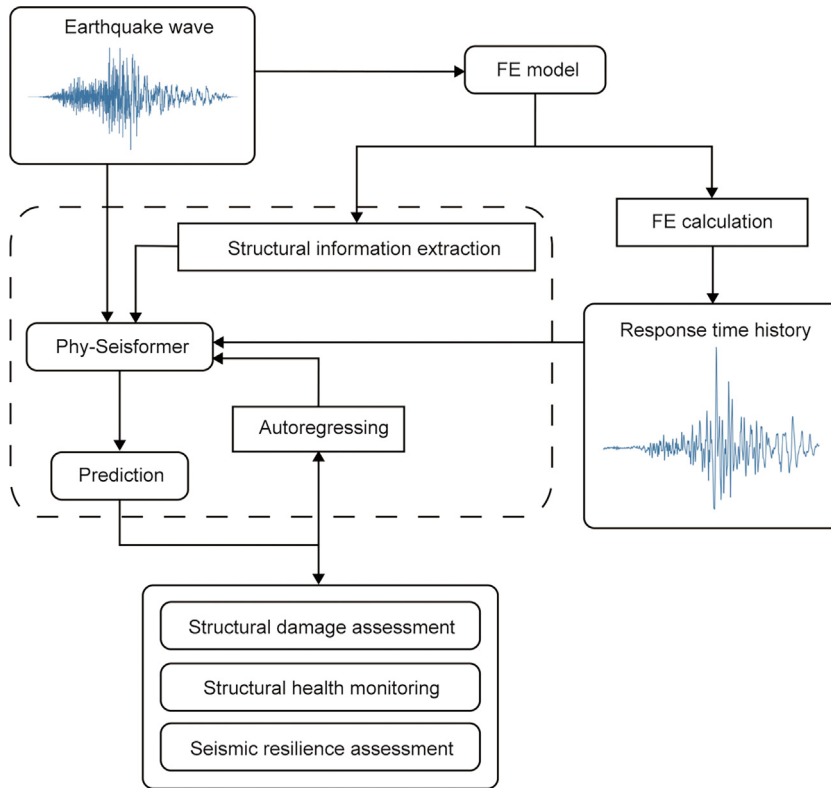 Earthquake wave
FE model
Structural information extraction
FE calculation
Phy-Seisformer
Response time history
Autoregressing
Prediction
Structural damage assessment
Structural health monitoring
Seismic resilience assessment